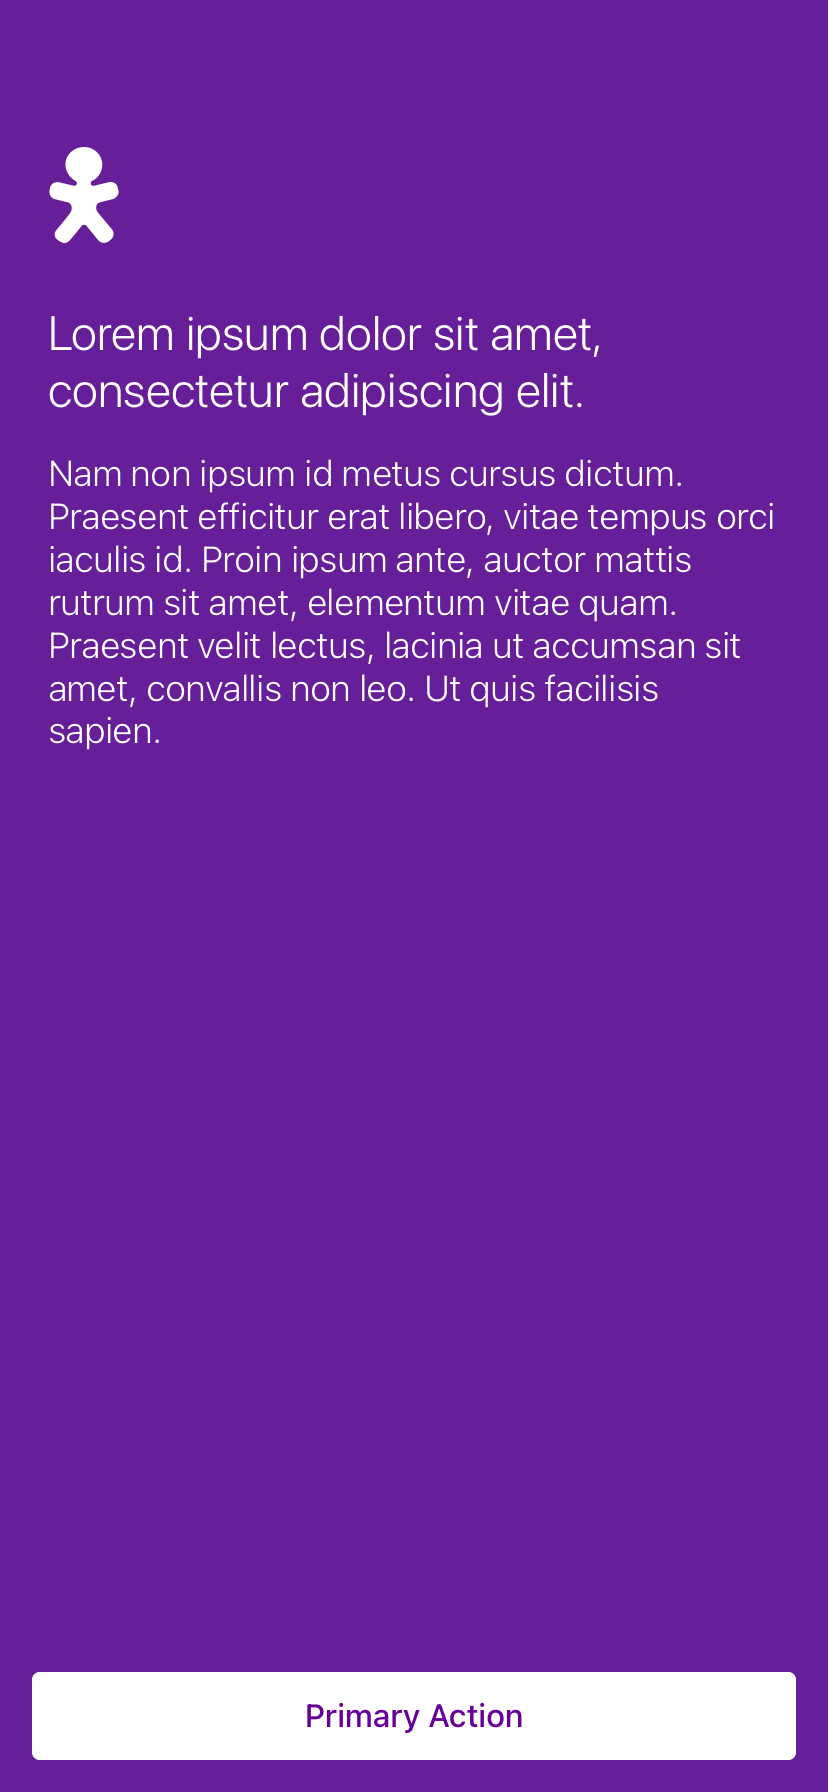 Lorem ipsum dolor sit amet,
consectetur adipiscing elit.
Nam non ipsum id metus cursus dictum.
Praesent efficitur erat libero, vitae tempus orci
iaculis id. Proin ipsum ante, auctor mattis
rutrum sit amet, elementum vitae quam.
Praesent velit lectus, lacinia ut accumsan sit
amet, convallis non leo. Ut quis facilisis
sapien.
Primary Action